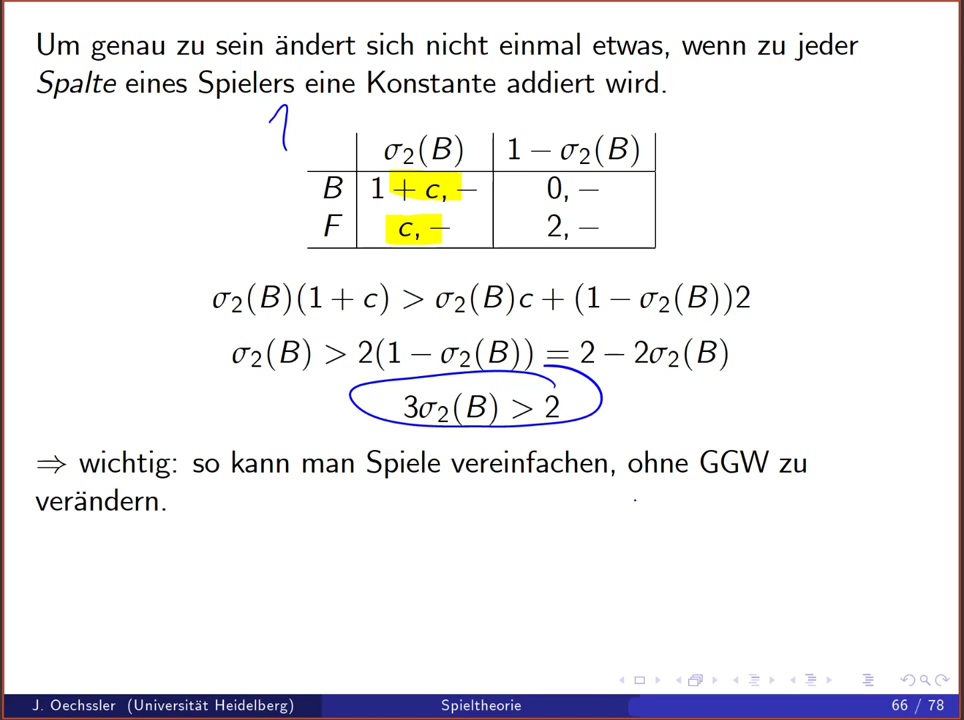 Um genau zu sein ändert sich nicht einmal etwas, wenn zu jeder
Spalte eines Spielers eine Konstante addiert wird.
1
σ₂(B) 1 − σ₂(B)
B 1 + c, − 0, −
F c, − 2, −
σ₂(B)(1 + c) > σ₂(B)c + (1 − σ₂(B))2
σ₂(B) > 2(1 − σ₂(B)) = 2 − 2σ₂(B)
3σ₂(B) > 2
⇒ wichtig: so kann man Spiele vereinfachen, ohne GGW zu
verändern.
J. Oechssler (Universität Heidelberg) Spieltheorie 66 / 78